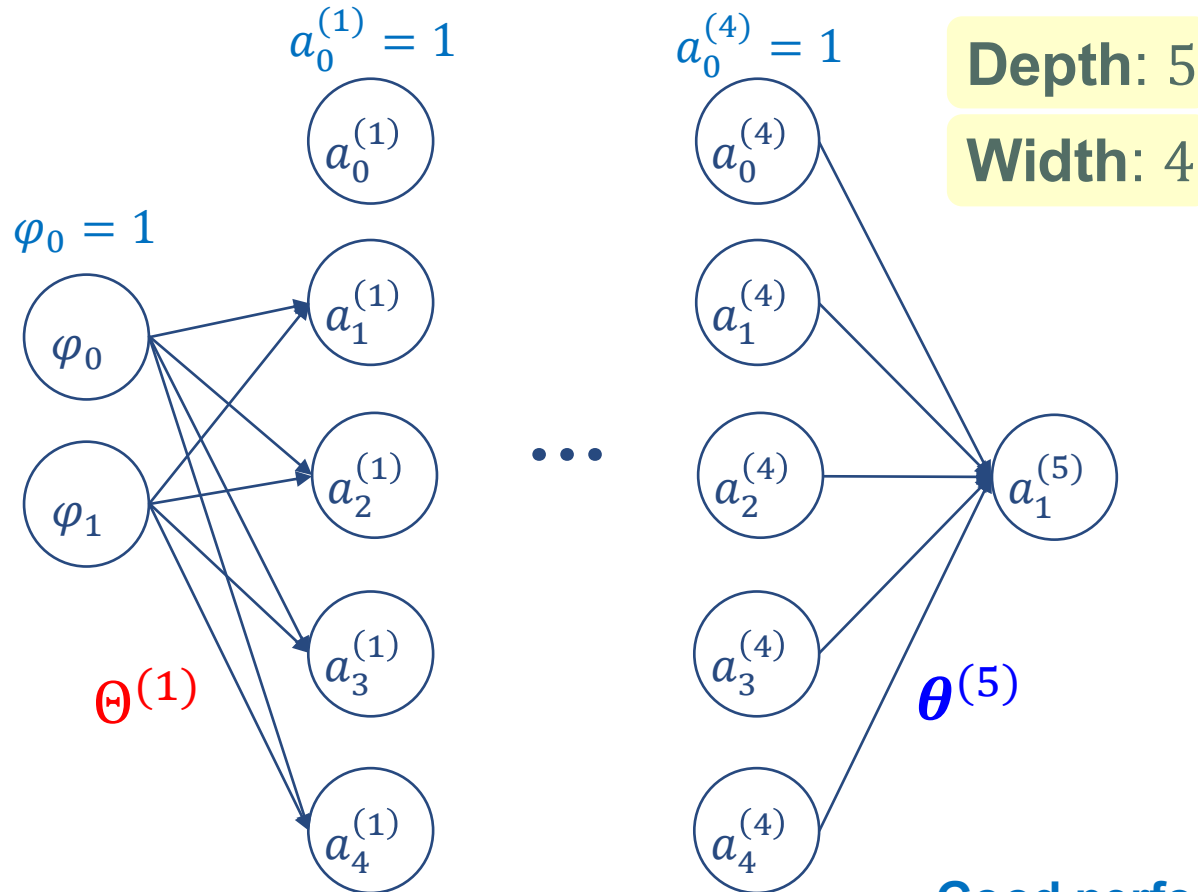 a_0^{(1)} = 1
a_0^{(4)} = 1
Depth: 5
Width: 4
a_0^{(1)}
a_0^{(4)}
φ_0 = 1
a_1^{(1)}
a_1^{(4)}
φ_0
φ_1
a_2^{(1)}
...
a_2^{(4)}
a_1^{(5)}
a_3^{(1)}
a_3^{(4)}
Θ^{(1)}
θ^{(5)}
a_4^{(1)}
a_4^{(4)}
Good